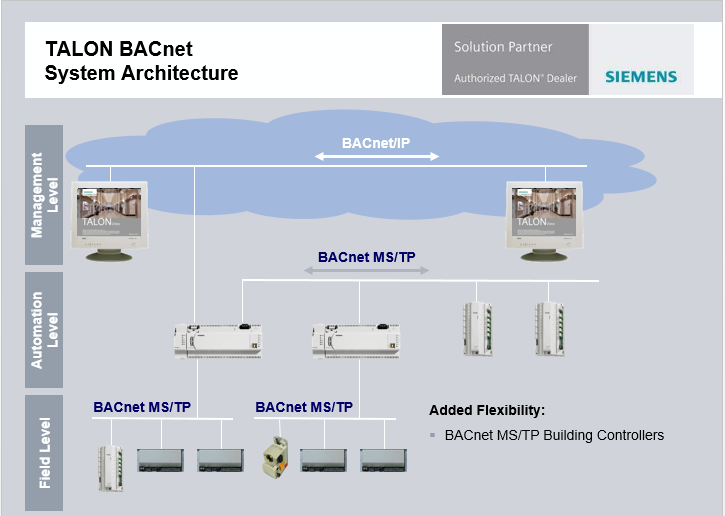 TALON BACnet
System Architecture
Solution Partner
Authorized TALON™ Dealer
SIEMENS
Management
Level
BACnet/IP
TALON
TALON
BACnet MS/TP
Automation
Level
BACnet MS/TP
BACnet MS/TP
Field Level
Added Flexibility:
BACnet MS/TP Building Controllers